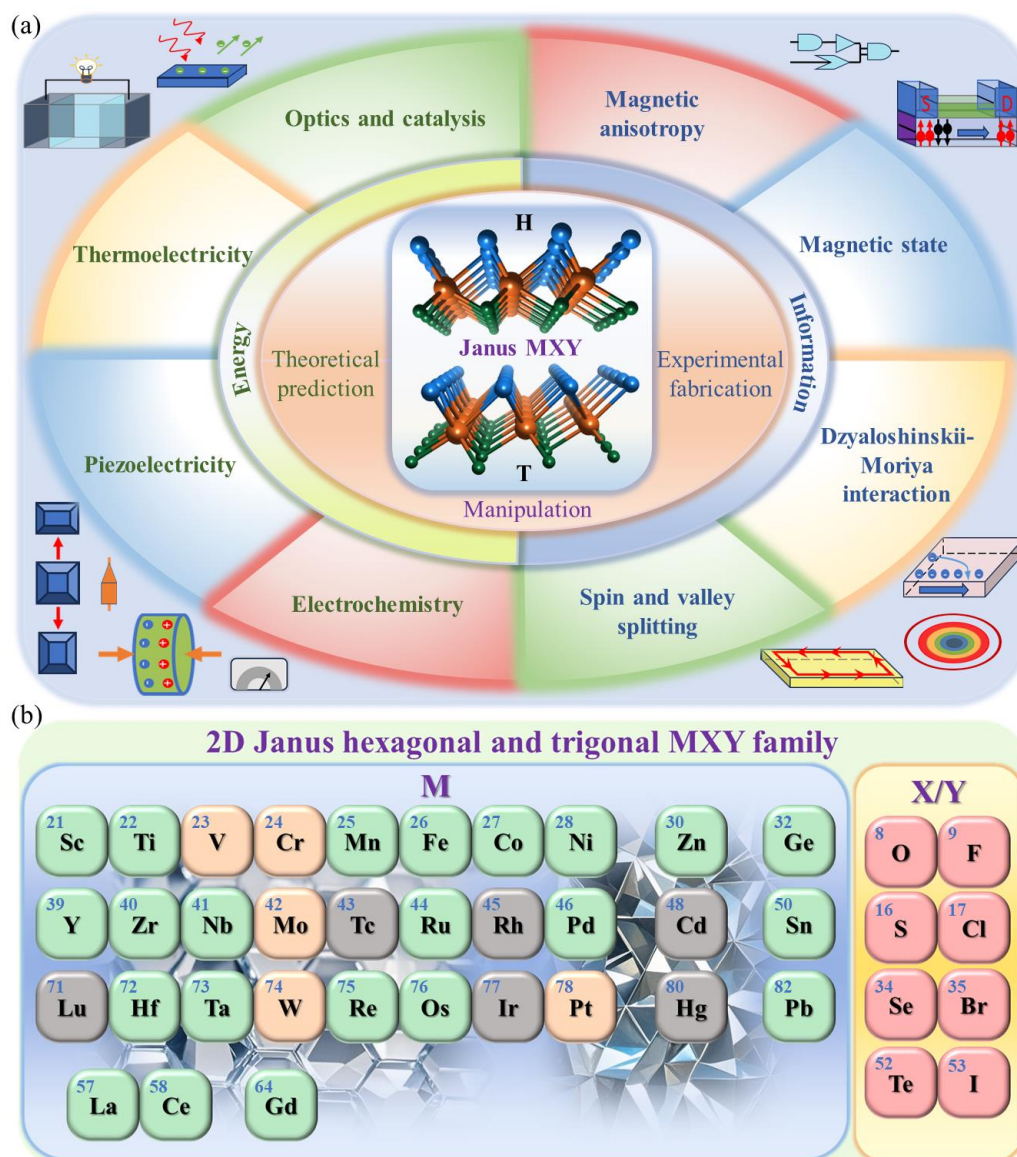 (a)
Optics and catalysis
Magnetic
anisotropy
S
D
Thermoelectricity
H
Magnetic state
Energy
Theoretical
prediction
Janus MXY
Experimental
fabrication
Information
Piezoelectricity
T
Manipulation
Dzyaloshinskii-
Moriya
interaction
Electrochemistry
Spin and valley
splitting
(b)
2D Janus hexagonal and trigonal MXY family
M
X/Y
21 22 23 24 25 26 27 28 30 32
Sc Ti V Cr Mn Fe Co Ni Zn Ge
8 9
O F
39 40 41 42 43 44 45 46 48 50
Y Zr Nb Mo Tc Ru Rh Pd Cd Sn
16 17
S Cl
71 72 73 74 75 76 77 78 80 82
Lu Hf Ta W Re Os Ir Pt Hg Pb
34 35
Se Br
57 58 64
La Ce Gd
52 53
Te I